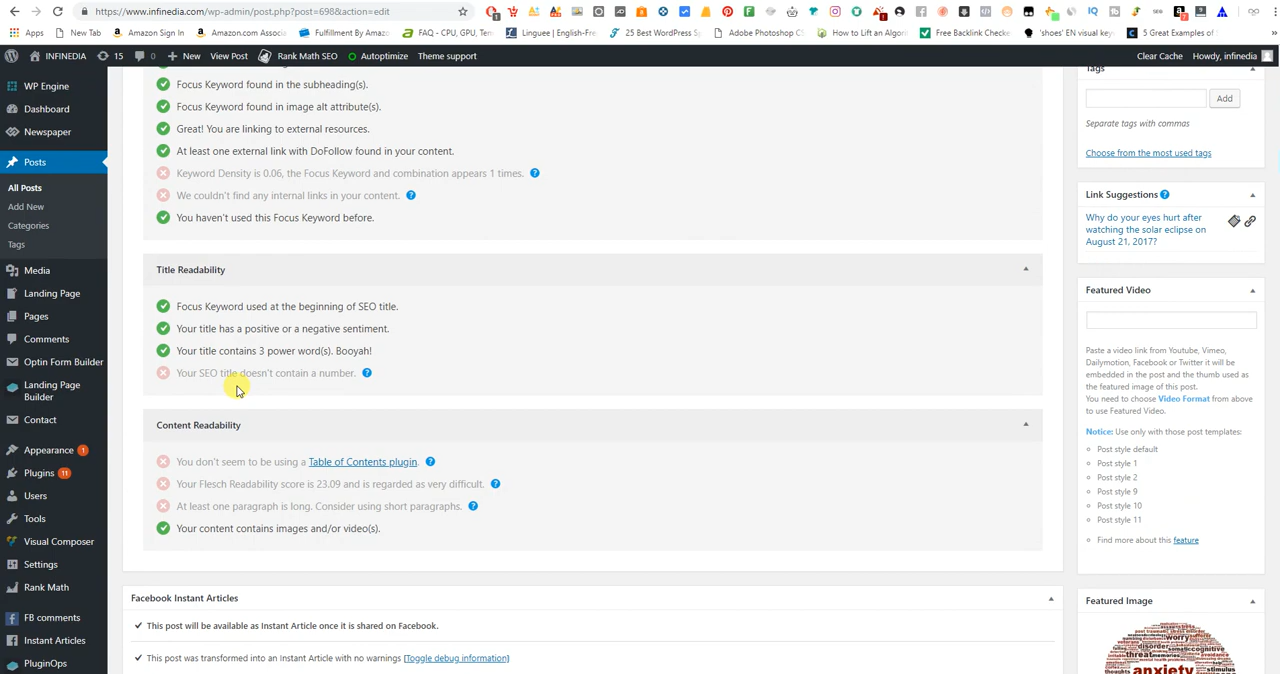 https://www.infinedia.com/wp-admin/post.php?post=698&action=edit
Apps
New Tab
Amazon Sign In
Amazon.com Associ
Fulfillment By Amazo
FAQ - CPU, GPU, Tem
Linguee | English-Fre
25 Best WordPress S
Adobe Photoshop C
How to Lift an Algori
Free Backlink Checke
'shoes' EN visual key
5 Great Examples of
INFINEDIA
15
0
New
View Post
Rank Math SEO
Autoptimize
Theme support
Clear Cache
Howdy, infinedia
WP Engine
Dashboard
Newspaper
Posts
All Posts
Add New
Categories
Tags
Media
Landing Page
Pages
Comments
Optin Form Builder
Landing Page
Builder
Contact
Appearance 1
Plugins 11
Users
Tools
Visual Composer
Settings
Rank Math
FB comments
Instant Articles
PluginOps
Focus Keyword found in the subheading(s).
Focus Keyword found in image alt attribute(s).
Great! You are linking to external resources.
At least one external link with DoFollow found in your content.
Keyword Density is 0.06, the Focus Keyword and combination appears 1 times.
We couldn't find any internal links in your content.
You haven't used this Focus Keyword before.
Title Readability
Focus Keyword used at the beginning of SEO title.
Your title has a positive or a negative sentiment.
Your title contains 3 power word(s). Booyah!
Your SEO title doesn't contain a number.
Content Readability
You don't seem to be using a Table of Contents plugin.
Your Flesch Readability score is 23.09 and is regarded as very difficult.
At least one paragraph is long. Consider using short paragraphs.
Your content contains images and/or video(s).
Facebook Instant Articles
This post will be available as Instant Article once it is shared on Facebook.
This post was transformed into an Instant Article with no warnings [Toggle debug information]
Tags
Add
Separate tags with commas
Choose from the most used tags
Link Suggestions
Why do your eyes hurt after
watching the solar eclipse on
August 21, 2017?
Featured Video
Paste a video link from Youtube, Vimeo,
Dailymotion, Facebook or Twitter it will be
embedded in the post and the thumb used as
the featured image of this post.
You need to choose Video Format from above
to use Featured Video.
Notice: Use only with those post templates:
Post style default
Post style 1
Post style 2
Post style 9
Post style 10
Post style 11
Find more about this feature
Featured Image
worry
disorder
cognitive
threat
anxiety